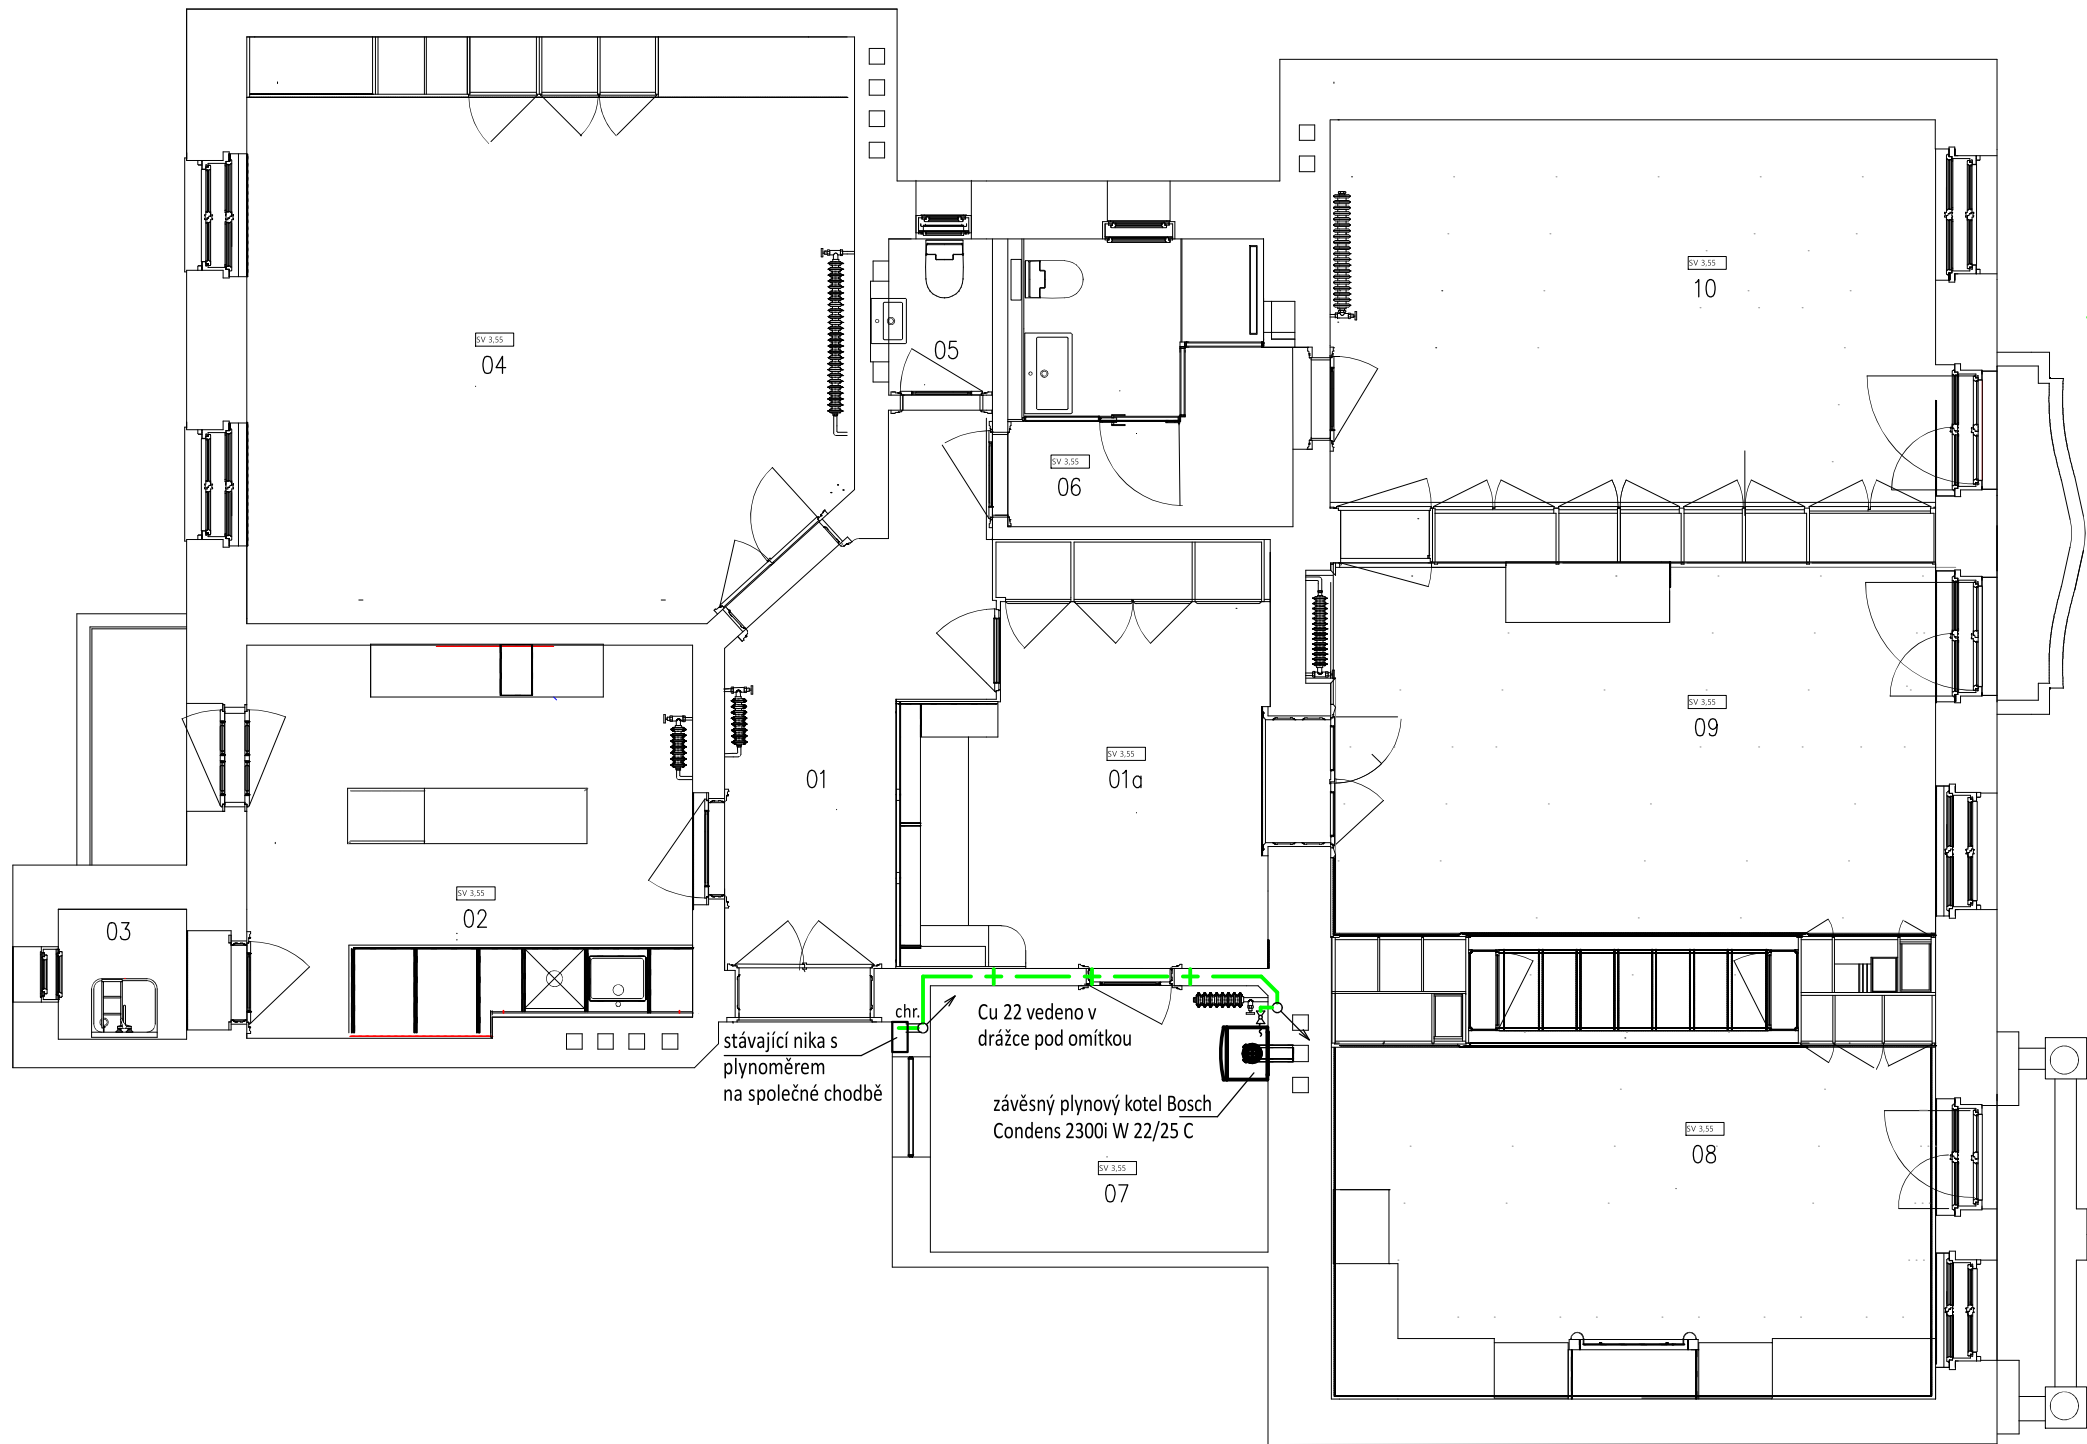 SV 3,55
10
SV 3,55
04
05
SV 3,55
06
SV 3,55
09
SV 3,55
01a
01
SV 3,55
02
03
chr.
Cu 22 vedeno v
drážce pod omítkou
stávající nika s
plynoměrem
na společné chodbě
závěsný plynový kotel Bosch
Condens 2300i W 22/25 C
SV 3,55
07
SV 3,55
08